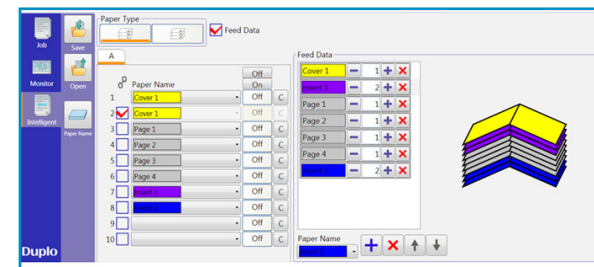 Job
Save
Monitor
Open
Intelligent
Paper Name
Duplo
Paper Type
Feed Data
A
Off
Paper Name
On
1 Cover 1 Off C
2 Cover 1 Off C
3 Page 1 Off C
4 Page 2 Off C
5 Page 3 Off C
6 Page 4 Off C
7 Insert 1 Off C
8 Off C
9 Off C
10 Off C
Feed Data
Cover 1 1
Insert 1 2
Page 1 1
Page 2 1
Page 3 1
Page 4 1
2
Paper Name